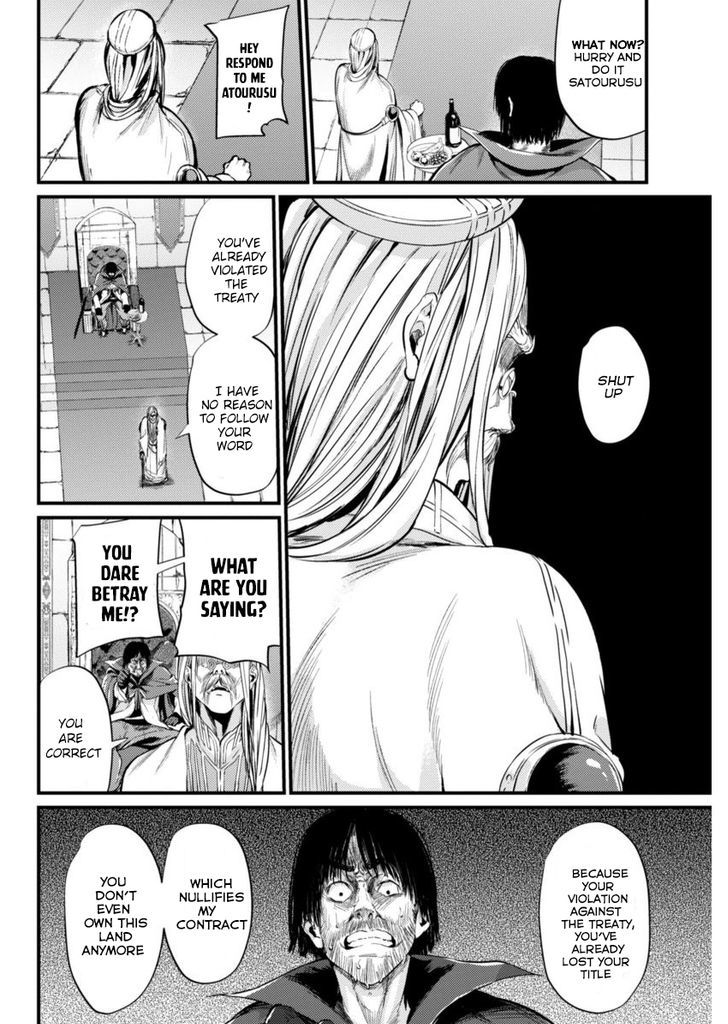 WHAT NOW?
HURRY AND
DO IT
SATOURUSU
HEY
RESPOND
TO ME
ATOURUSU
!
SHUT
UP
YOU'VE
ALREADY
VIOLATED
THE
TREATY
I HAVE
NO REASON
TO FOLLOW
YOUR
WORD
WHAT
ARE YOU
SAYING?
YOU
DARE
BETRAY
ME!?
YOU
ARE
CORRECT
BECAUSE
YOUR
VIOLATION
AGAINST
THE TREATY,
YOU'VE
ALREADY
LOST YOUR
TITLE
WHICH
NULLIFIES
MY
CONTRACT
YOU
DON'T
EVEN
OWN THIS
LAND
ANYMORE